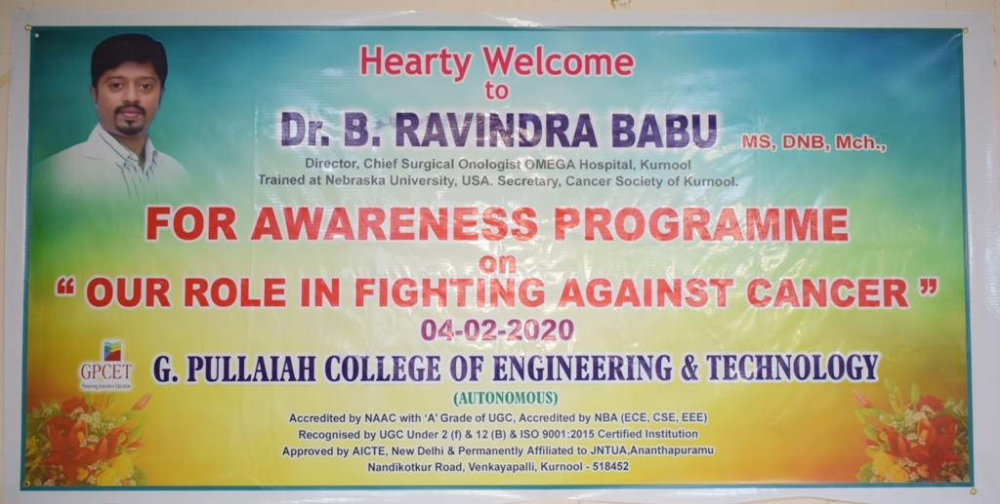 Hearty Welcome
to
Dr. B. RAVINDRA BABU MS, DNB, Mch.,
Director, Chief Surgical Onologist OMEGA Hospital, Kurnool
Trained at Nebraska University, USA. Secretary, Cancer Society of Kurnool.
FOR AWARENESS PROGRAMME
on
“ OUR ROLE IN FIGHTING AGAINST CANCER ”
04-02-2020
GPCET
Pioneering Innovative Education
G. PULLAIAH COLLEGE OF ENGINEERING & TECHNOLOGY
(AUTONOMOUS)
Accredited by NAAC with ‘A’ Grade of UGC, Accredited by NBA (ECE, CSE, EEE)
Recognised by UGC Under 2 (f) & 12 (B) & ISO 9001:2015 Certified Institution
Approved by AICTE, New Delhi & Permanently Affiliated to JNTUA,Ananthapuramu
Nandikotkur Road, Venkayapalli, Kurnool - 518452